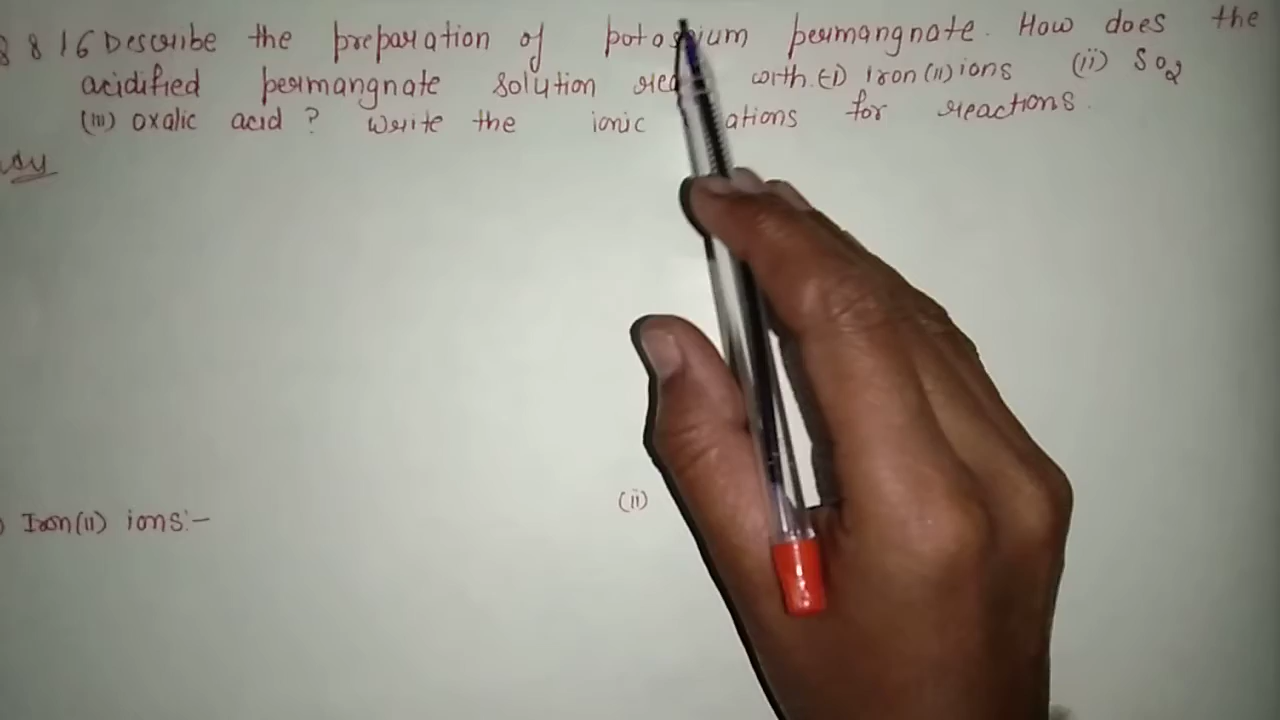 8 8 16 Describe the preparation of potassium permangnate. How does the
acidified permangnate solution with. (i) Iron(ii) ions (ii) SO2
(iii) oxalic acid ? Write the ionic ations for reactions.
) Iron(ii) ions:-
(ii)